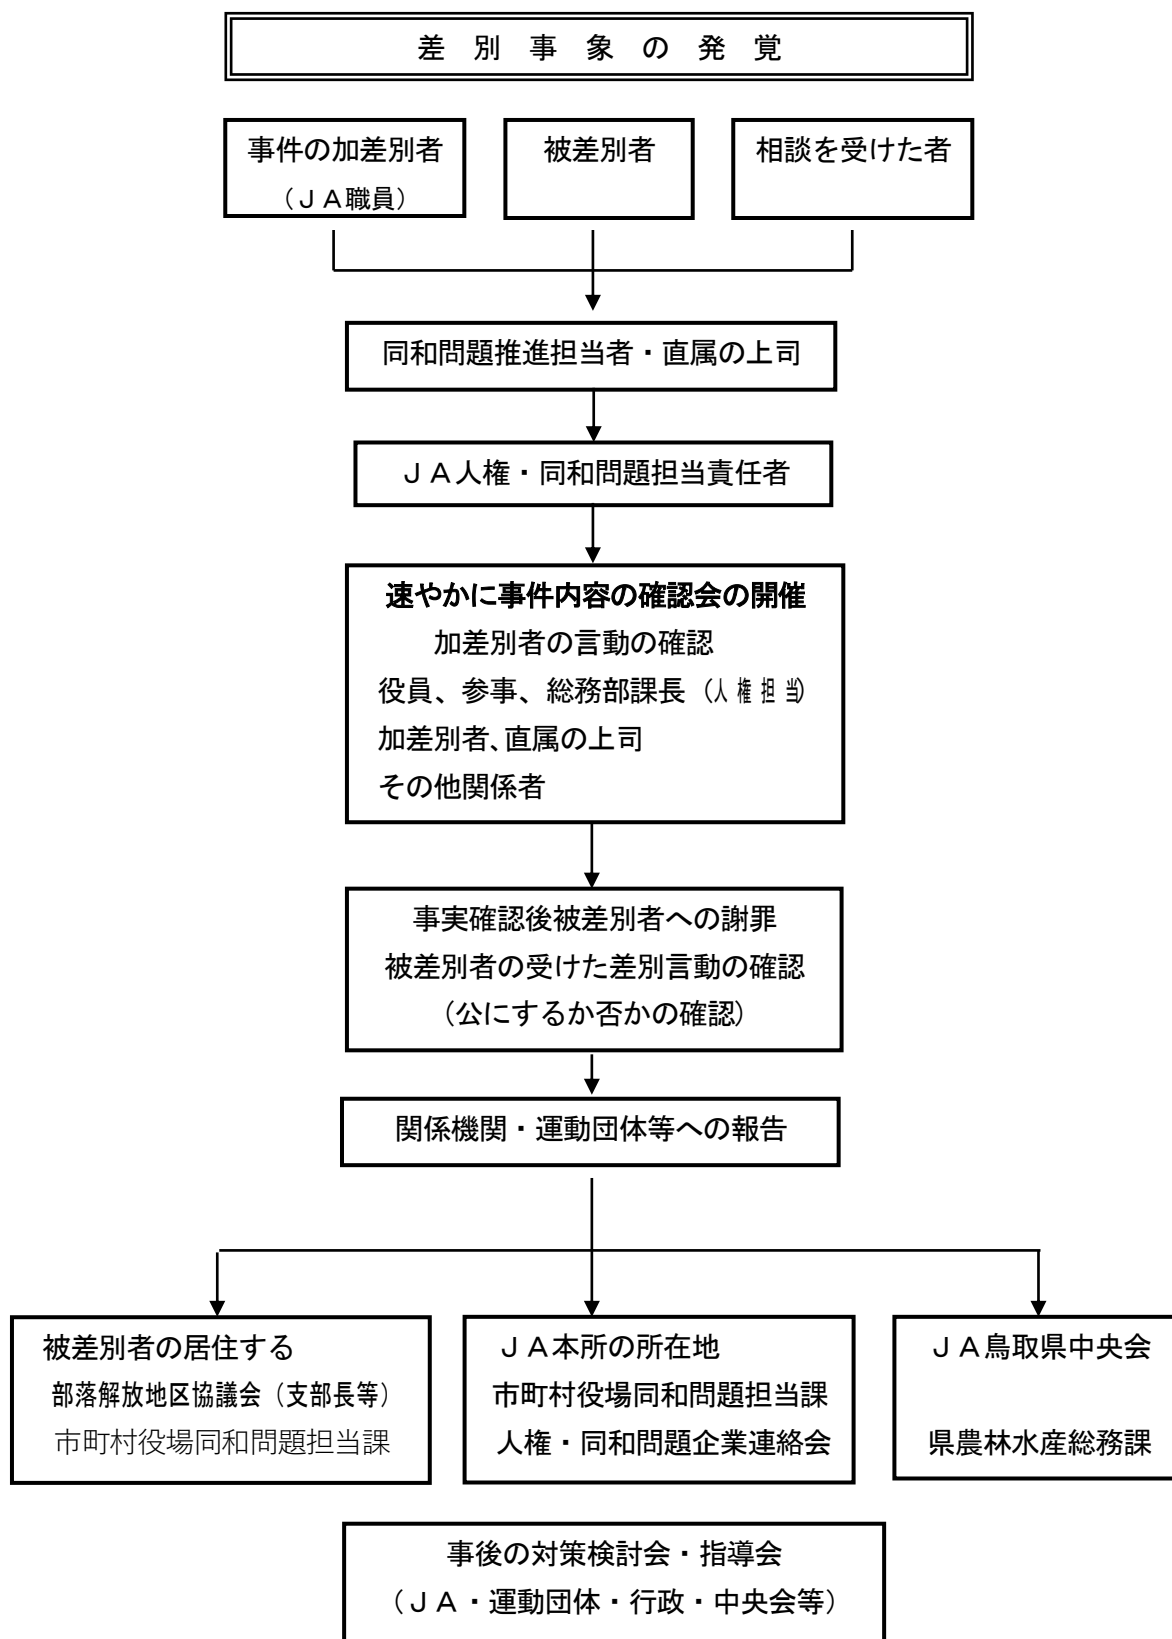 差別事象の発覚
事件の加差別者
（ＪＡ職員）
被差別者
相談を受けた者
同和問題推進担当者・直属の上司
ＪＡ人権・同和問題担当責任者
速やかに事件内容の確認会の開催
加差別者の言動の確認
役員、参事、総務部課長（人権担当）
加差別者、直属の上司
その他関係者
事実確認後被差別者への謝罪
被差別者の受けた差別言動の確認
（公にするか否かの確認）
関係機関・運動団体等への報告
被差別者の居住する
部落解放地区協議会（支部長等）
市町村役場同和問題担当課
ＪＡ本所の所在地
市町村役場同和問題担当課
人権・同和問題企業連絡会
ＪＡ鳥取県中央会
県農林水産総務課
事後の対策検討会・指導会
（ＪＡ・運動団体・行政・中央会等）